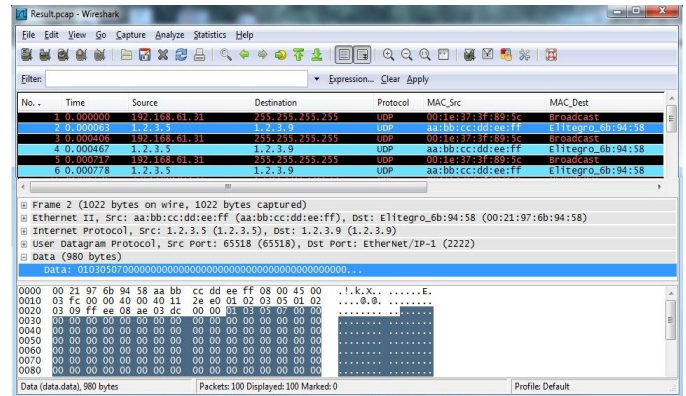 Result.pcap - Wireshark
File Edit View Go Capture Analyze Statistics Help
Filter: Expression... Clear Apply
No. . Time Source Destination Protocol MAC_Src MAC_Dest
1 0.000000 192.168.61.31 255.255.255.255 UDP 00:1e:37:3f:89:5c Broadcast
2 0.000063 1.2.3.5 1.2.3.9 UDP aa:bb:cc:dd:ee:ff Elitegro_6b:94:58
3 0.000406 192.168.61.31 255.255.255.255 UDP 00:1e:37:3f:89:5c Broadcast
4 0.000467 1.2.3.5 1.2.3.9 UDP aa:bb:cc:dd:ee:ff Elitegro_6b:94:58
5 0.000717 192.168.61.31 255.255.255.255 UDP 00:1e:37:3f:89:5c Broadcast
6 0.000778 1.2.3.5 1.2.3.9 UDP aa:bb:cc:dd:ee:ff Elitegro_6b:94:58
Frame 2 (1022 bytes on wire, 1022 bytes captured)
Ethernet II, Src: aa:bb:cc:dd:ee:ff (aa:bb:cc:dd:ee:ff), Dst: Elitegro_6b:94:58 (00:21:97:6b:94:58)
Internet Protocol, Src: 1.2.3.5 (1.2.3.5), Dst: 1.2.3.9 (1.2.3.9)
User Datagram Protocol, Src Port: 65518 (65518), Dst Port: EtherNet/IP-1 (2222)
Data (980 bytes)
Data: 010305070000000000000000000000000000000000000000...
0000 00 21 97 6b 94 58 aa bb cc dd ee ff 08 00 45 00 .!.k.X.. ......E.
0010 03 fc 00 00 40 00 40 11 2e e0 01 02 03 05 01 02 ....@.@. ........
0020 03 09 ff ee 08 ae 03 dc 00 00 01 03 05 07 00 00 ........ ........
0030 00 00 00 00 00 00 00 00 00 00 00 00 00 00 00 00 ........ ........
0040 00 00 00 00 00 00 00 00 00 00 00 00 00 00 00 00 ........ ........
0050 00 00 00 00 00 00 00 00 00 00 00 00 00 00 00 00 ........ ........
0060 00 00 00 00 00 00 00 00 00 00 00 00 00 00 00 00 ........ ........
0070 00 00 00 00 00 00 00 00 00 00 00 00 00 00 00 00 ........ ........
0080 00 00 00 00 00 00 00 00 00 00 00 00 00 00 00 00 ........ ........
Data (data.data), 980 bytes Packets: 100 Displayed: 100 Marked: 0 Profile: Default